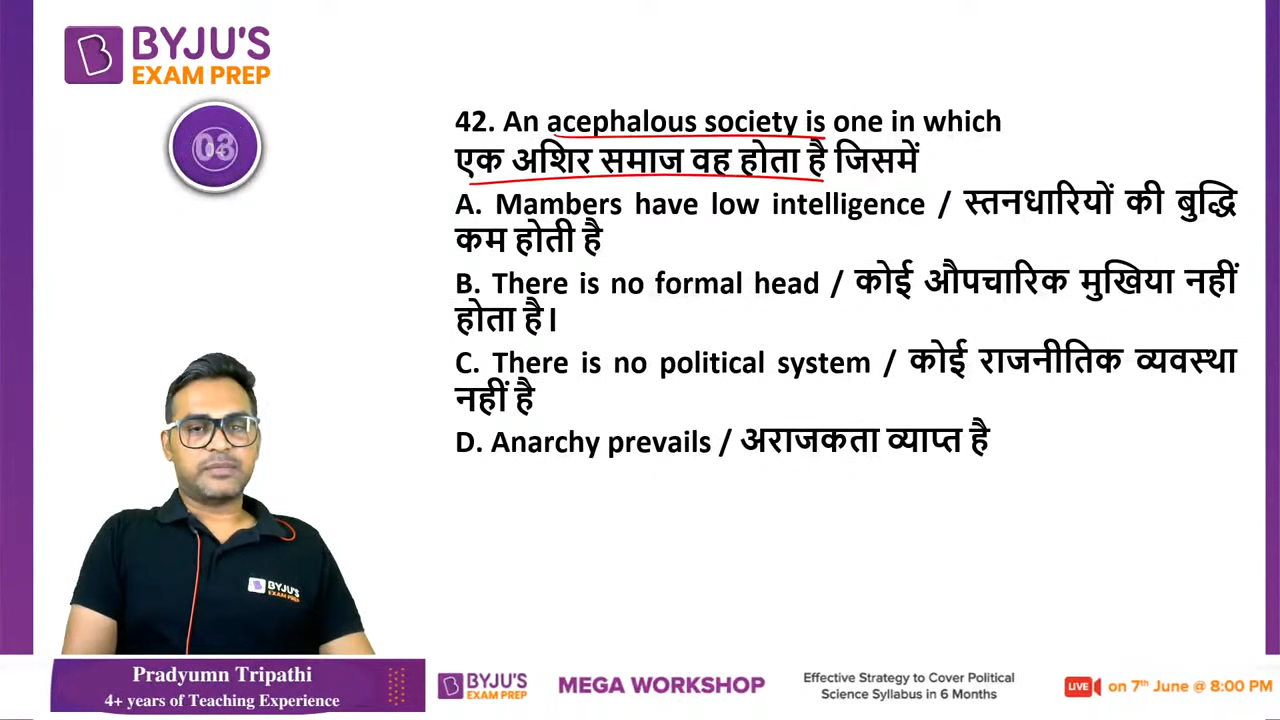 BYJU'S
EXAM PREP
03
42. An acephalous society is one in which
एक अशिर समाज वह होता है जिसमें
A. Mambers have low intelligence / स्तनधारियों की बुद्धि
कम होती है
B. There is no formal head / कोई औपचारिक मुखिया नहीं
होता है।
C. There is no political system / कोई राजनीतिक व्यवस्था
नहीं है
D. Anarchy prevails / अराजकता व्याप्त है
BYJU'S
EXAM PREP
Pradyumn Tripathi
4+ years of Teaching Experience
BYJU'S
EXAM PREP
MEGA WORKSHOP
Effective Strategy to Cover Political
Science Syllabus in 6 Months
LIVE on 7th June @ 8:00 PM